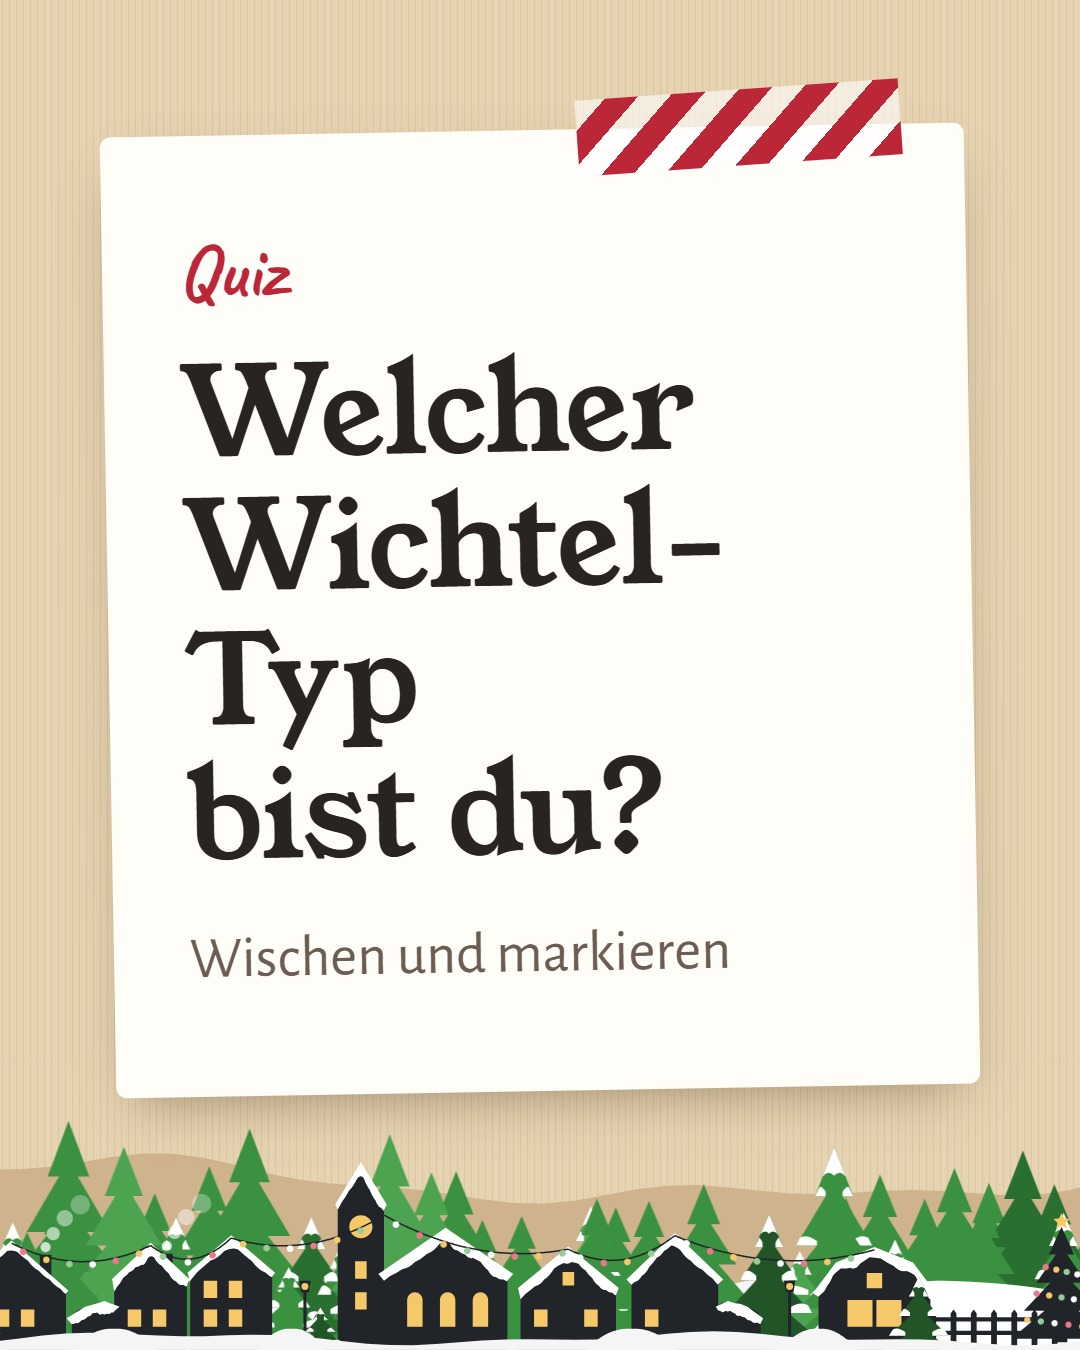 Quiz
Welcher
Wichtel-
Typ
bist du?
Wischen und markieren